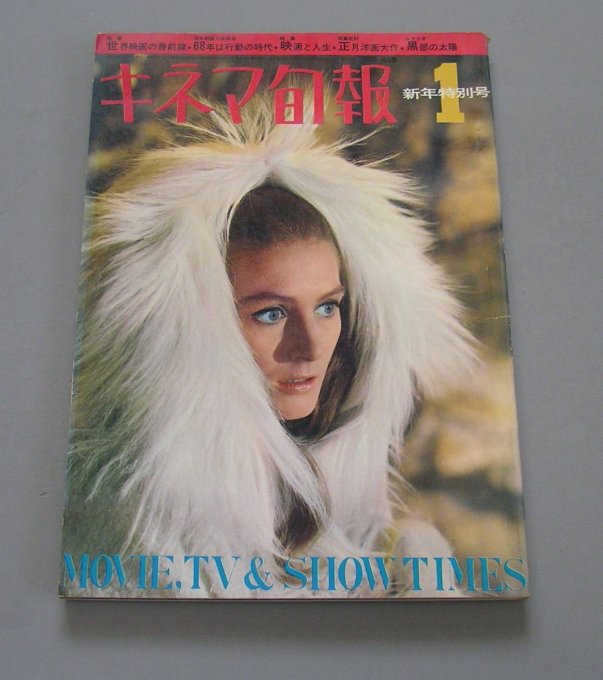 世界映画の最前線・68年は行動の時代・映画と人生・正月洋画大作・黒部の太陽
キネマ旬報
新年特別号
1
MOVIE, TV & SHOW TIMES